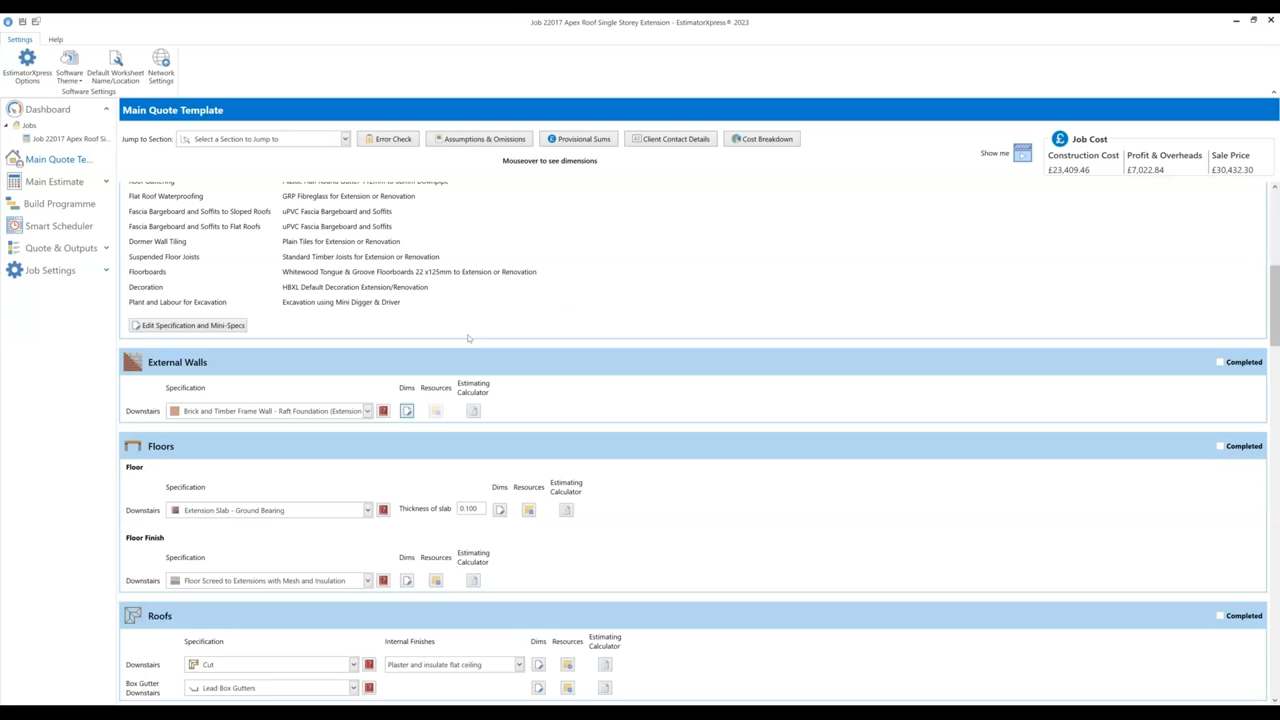 Job 22017 Apex Roof Single Storey Extension - EstimatorXpress® 2023
Settings Help
EstimatorXpress Options
Software Theme
Default Worksheet Name/Location
Network Settings
Software Settings
Dashboard
Jobs
Job 22017 Apex Roof Si...
Main Quote Te...
Main Estimate
Build Programme
Smart Scheduler
Quote & Outputs
Job Settings
Main Quote Template
Jump to Section: Select a Section to Jump to Error Check Assumptions & Omissions Provisional Sums Client Contact Details Cost Breakdown
Mouseover to see dimensions
Show me
Job Cost
Construction Cost Profit & Overheads Sale Price
£23,409.46 £7,022.84 £30,432.30
Flat Roof Waterproofing GRP Fibreglass for Extension or Renovation
Fascia Bargeboard and Soffits to Sloped Roofs uPVC Fascia Bargeboard and Soffits
Fascia Bargeboard and Soffits to Flat Roofs uPVC Fascia Bargeboard and Soffits
Dormer Wall Tiling Plain Tiles for Extension or Renovation
Suspended Floor Joists Standard Timber Joists for Extension or Renovation
Floorboards Whitewood Tongue & Groove Floorboards 22 x125mm to Extension or Renovation
Decoration HBXL Default Decoration Extension/Renovation
Plant and Labour for Excavation Excavation using Mini Digger & Driver
Edit Specification and Mini-Specs
External Walls Completed
Specification Dims Resources Estimating Calculator
Downstairs Brick and Timber Frame Wall - Raft Foundation (Extension
Floors Completed
Floor
Specification Dims Resources Estimating Calculator
Downstairs Extension Slab - Ground Bearing Thickness of slab 0.100
Floor Finish
Specification Dims Resources Estimating Calculator
Downstairs Floor Screed to Extensions with Mesh and Insulation
Roofs Completed
Specification Internal Finishes Dims Resources Estimating Calculator
Downstairs Cut Plaster and insulate flat ceiling
Box Gutter Downstairs Lead Box Gutters